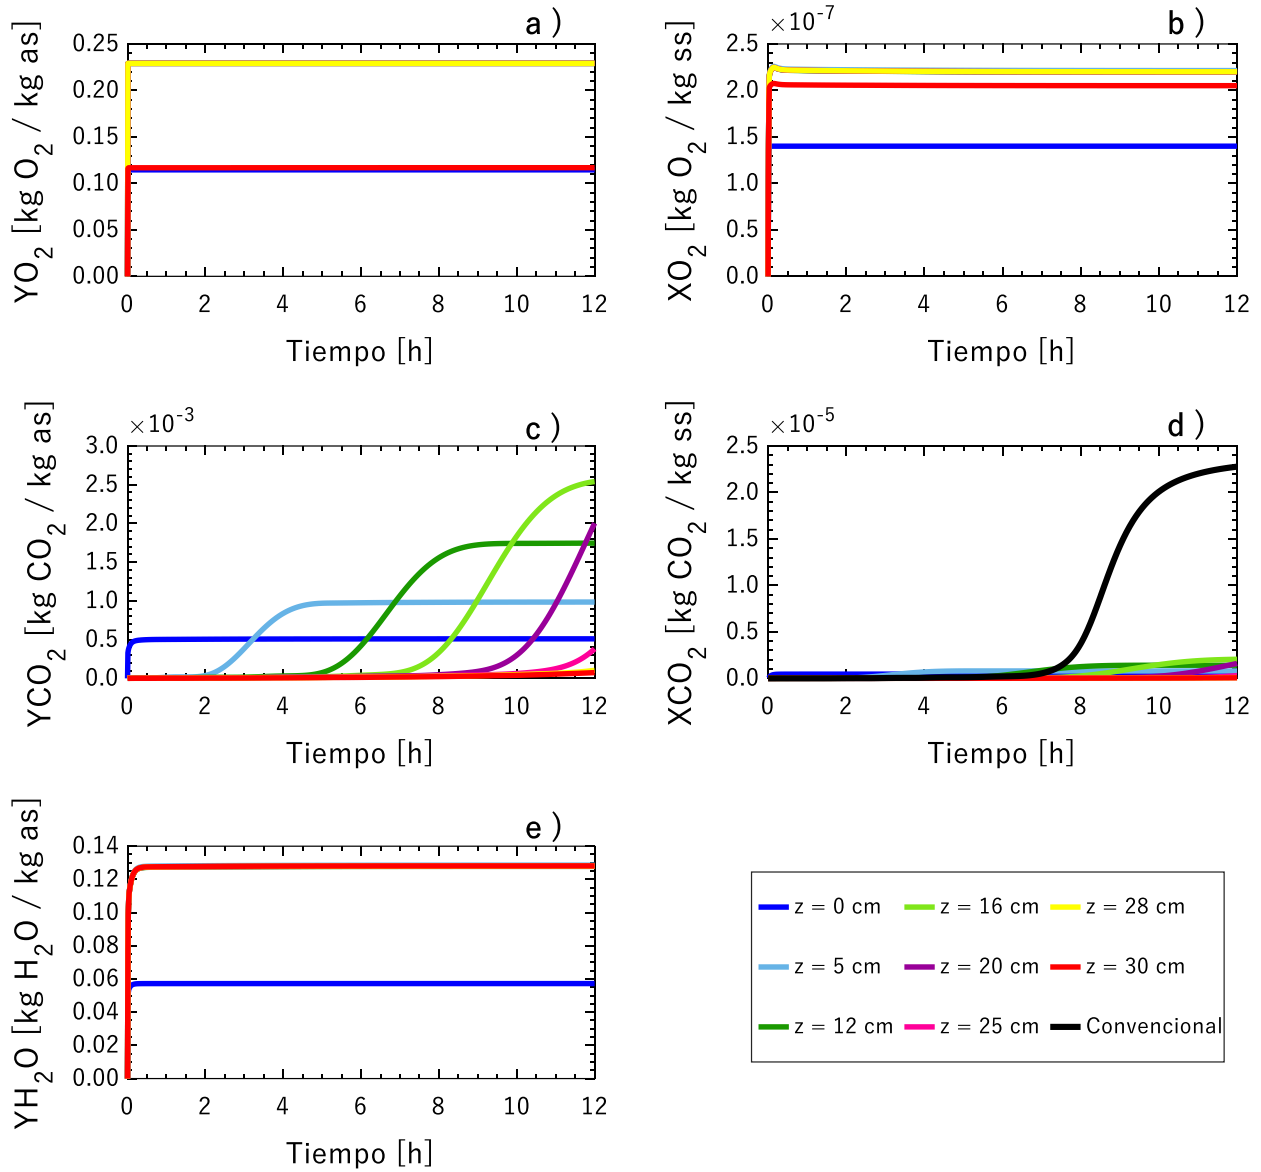 a )
YO2 [kg O2 / kg as]
0.25
0.20
0.15
0.10
0.05
0.00
0 2 4 6 8 10 12
Tiempo [h]
b )
×10-7
XO2 [kg O2 / kg ss]
2.5
2.0
1.5
1.0
0.5
0.0
0 2 4 6 8 10 12
Tiempo [h]
c )
×10-3
YCO2 [kg CO2 / kg as]
3.0
2.5
2.0
1.5
1.0
0.5
0.0
0 2 4 6 8 10 12
Tiempo [h]
d )
×10-5
XCO2 [kg CO2 / kg ss]
2.5
2.0
1.5
1.0
0.5
0.0
0 2 4 6 8 10 12
Tiempo [h]
e )
YH2O [kg H2O / kg as]
0.14
0.12
0.10
0.08
0.06
0.04
0.02
0.00
0 2 4 6 8 10 12
Tiempo [h]
z = 0 cm z = 16 cm z = 28 cm
z = 5 cm z = 20 cm z = 30 cm
z = 12 cm z = 25 cm Convencional